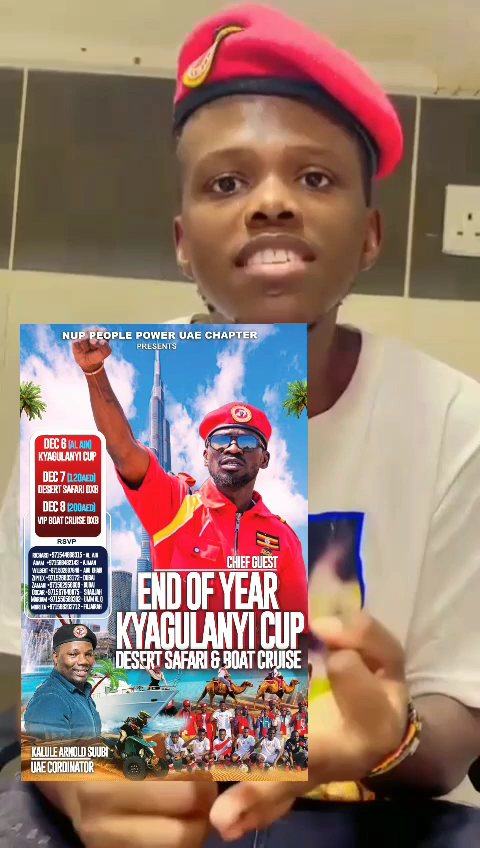 NUP PEOPLE POWER UAE CHAPTER
PRESENTS
DEC 6 (AL AIN)
KYAGULANYI CUP
DEC 7 (120AED)
DESERT SAFARI DXB
DEC 8 (200AED)
VIP BOAT CRUISE DXB
RSVP
CHIEF GUEST
END OF YEAR
KYAGULANYI CUP
DESERT SAFARI & BOAT CRUISE
KALULE ARNOLD SUUBI
UAE CORDINATOR